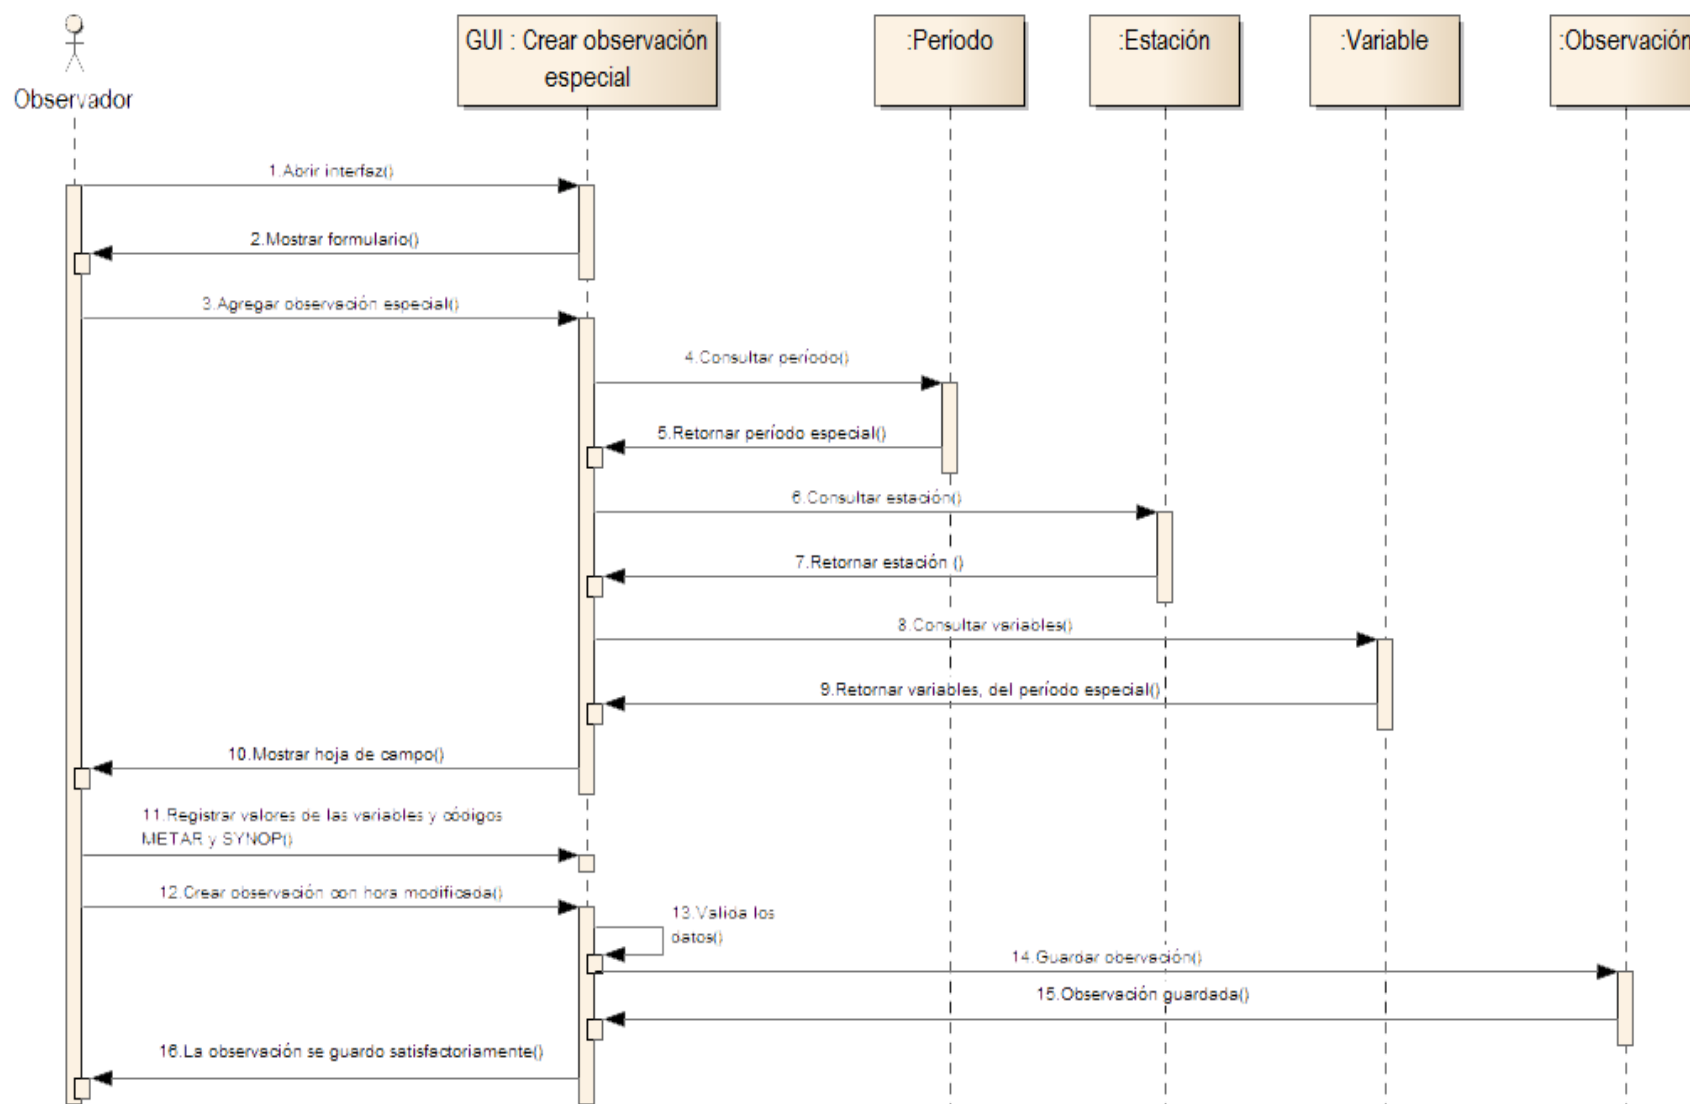 Observador
GUI : Crear observación
especial
:Período
:Estación
:Variable
:Observación
1.Abrir interfaz()
2.Mostrar formulario()
3.Agregar observación especial()
4.Consultar período()
5.Retornar período especial()
6.Consultar estación()
7.Retornar estación ()
8.Consultar variables()
9.Retornar variables, del período especial()
10.Mostrar hoja de campo()
11.Registrar valores de las variables y códigos
METAR y SYNOP()
12.Crear observación con hora modificada()
13.Valida los
datos()
14.Guardar obervación()
15.Observación guardada()
16.La observación se guardo satisfactoriamente()